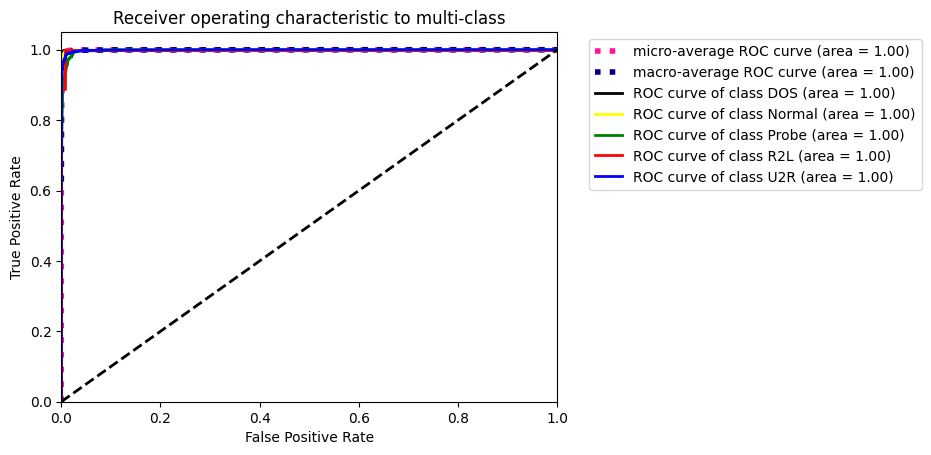 Receiver operating characteristic to multi-class
1.0
0.8
0.6
0.4
0.2
0.0
True Positive Rate
0.0 0.2 0.4 0.6 0.8 1.0
False Positive Rate
micro-average ROC curve (area = 1.00)
macro-average ROC curve (area = 1.00)
ROC curve of class DOS (area = 1.00)
ROC curve of class Normal (area = 1.00)
ROC curve of class Probe (area = 1.00)
ROC curve of class R2L (area = 1.00)
ROC curve of class U2R (area = 1.00)